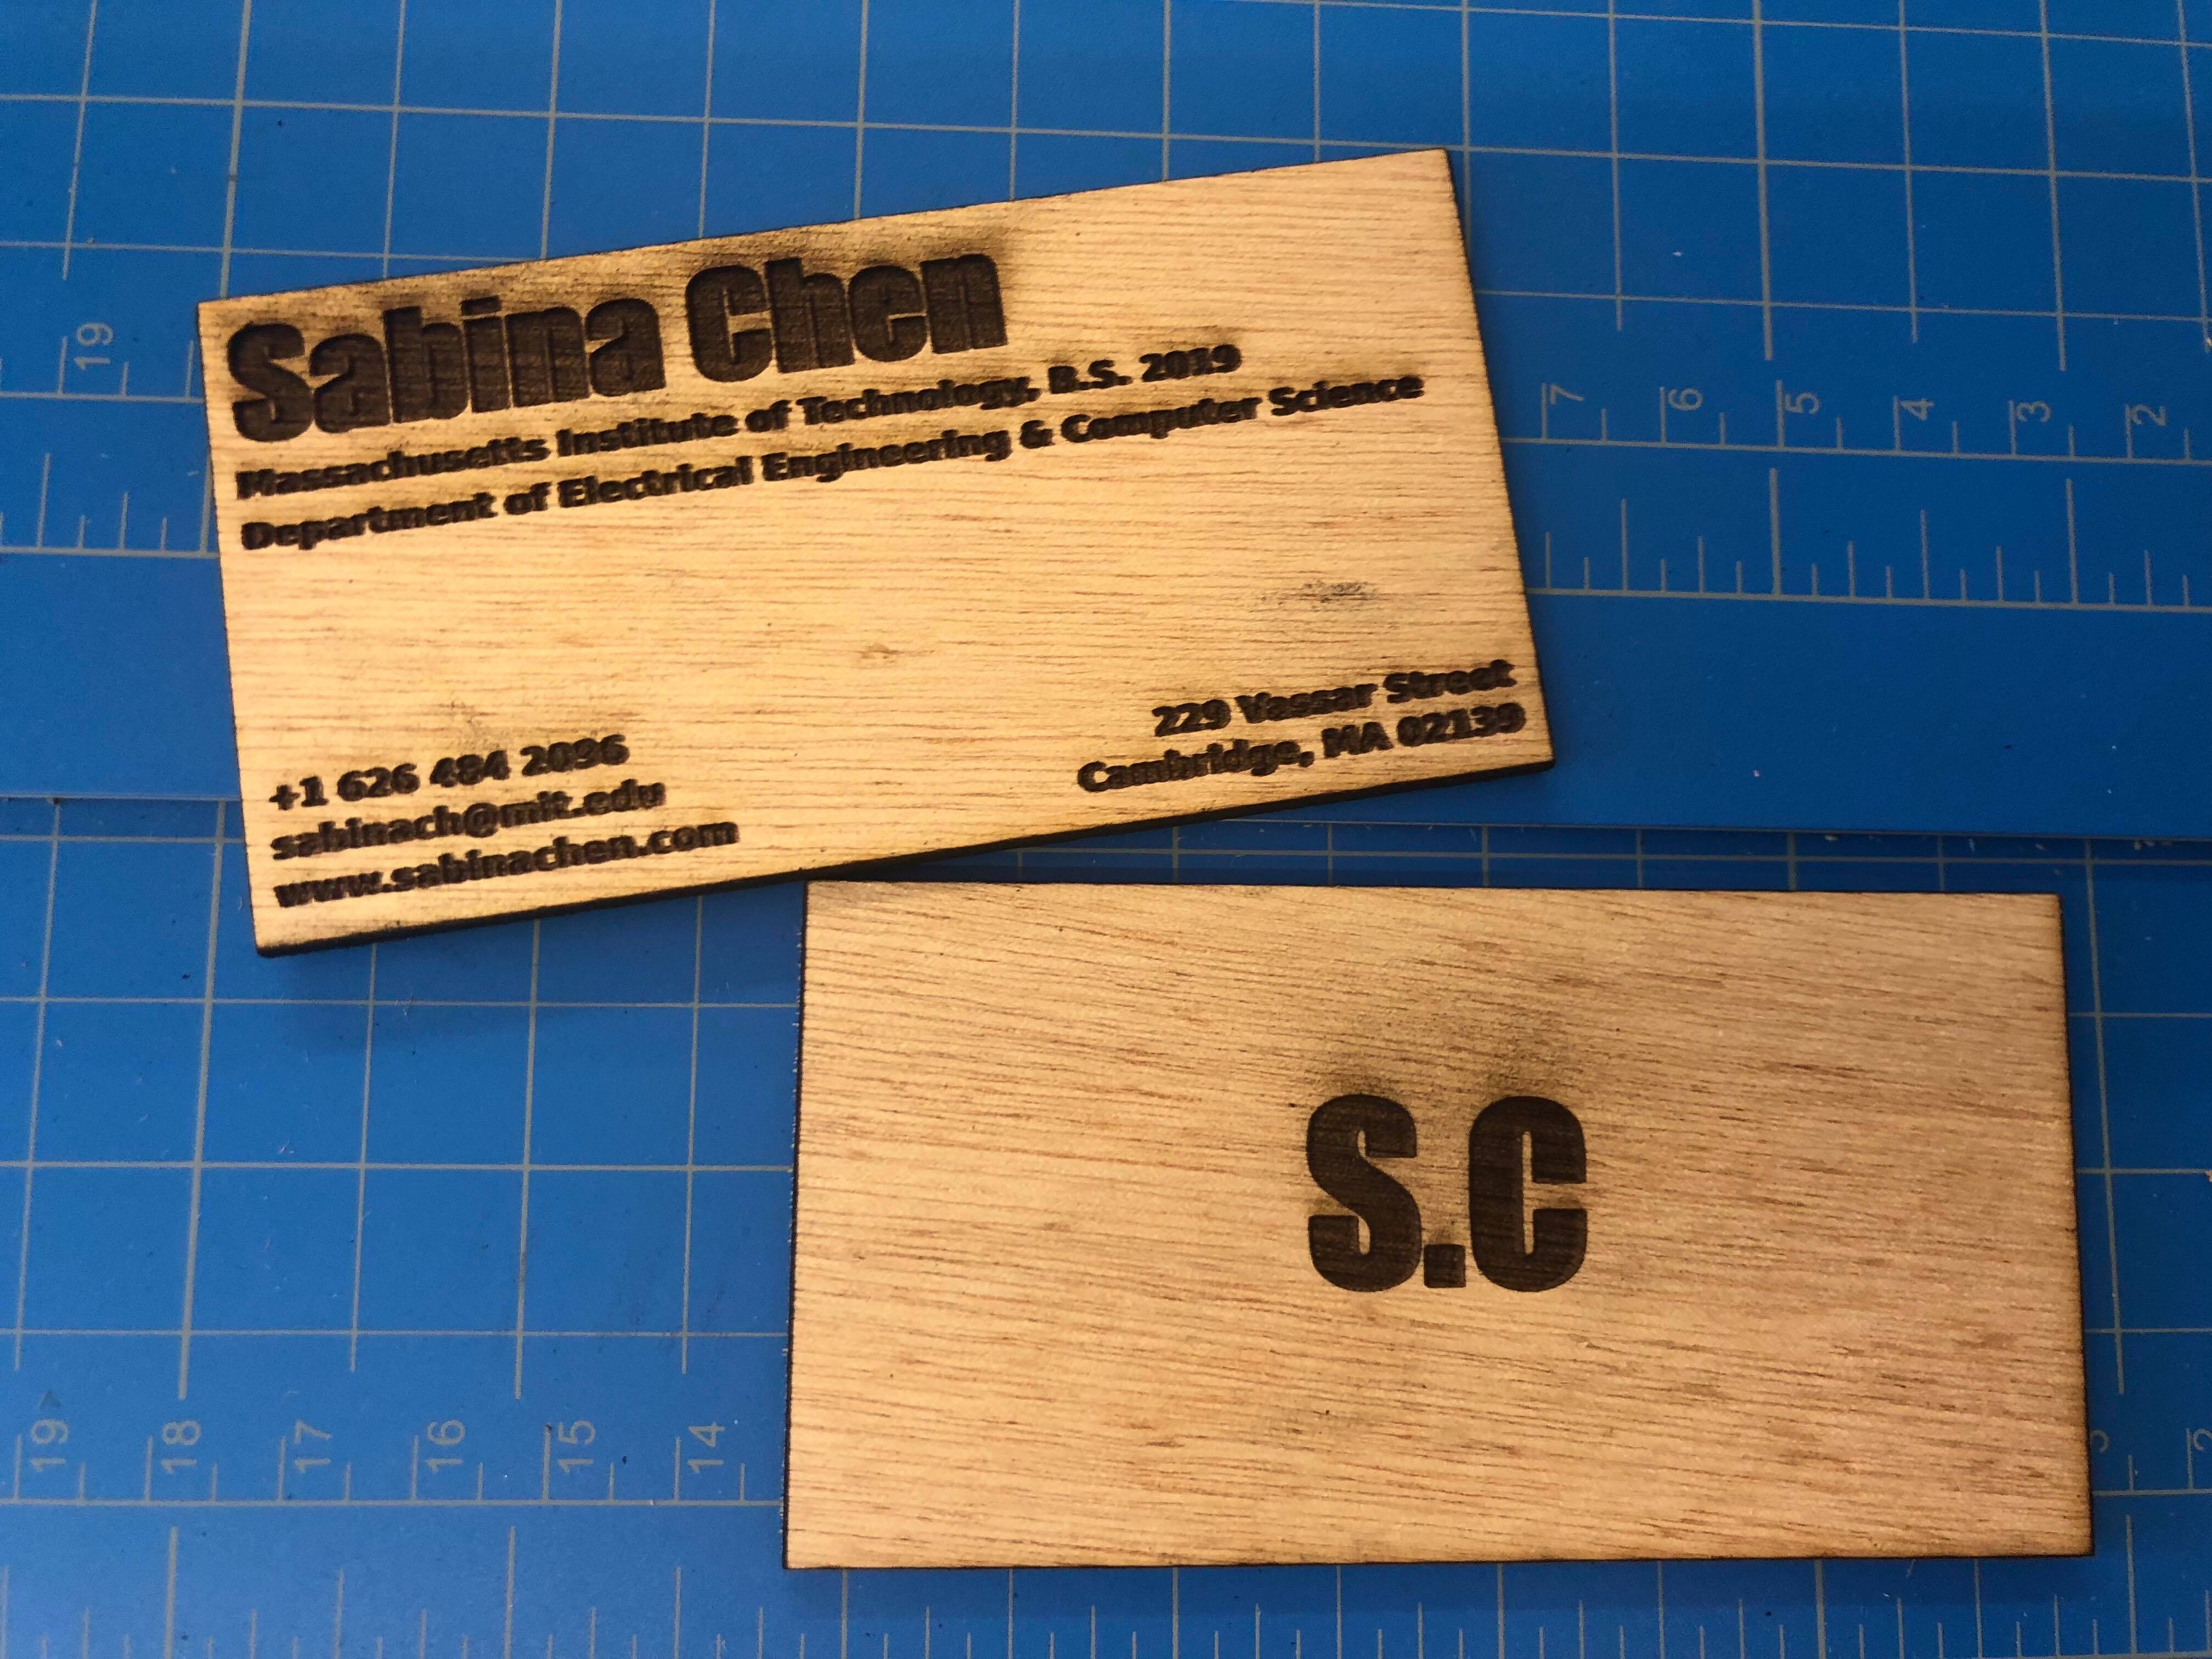 Sabina Chen
Massachusetts Institute of Technology, B.S. 2019
Department of Electrical Engineering & Computer Science
+1 626 484 2096
sabinach@mit.edu
www.sabinachen.com
229 Vassar Street
Cambridge, MA 02139
S.C
19
7 6 5 4 3 2
19 18 17 16 15 14
3 2